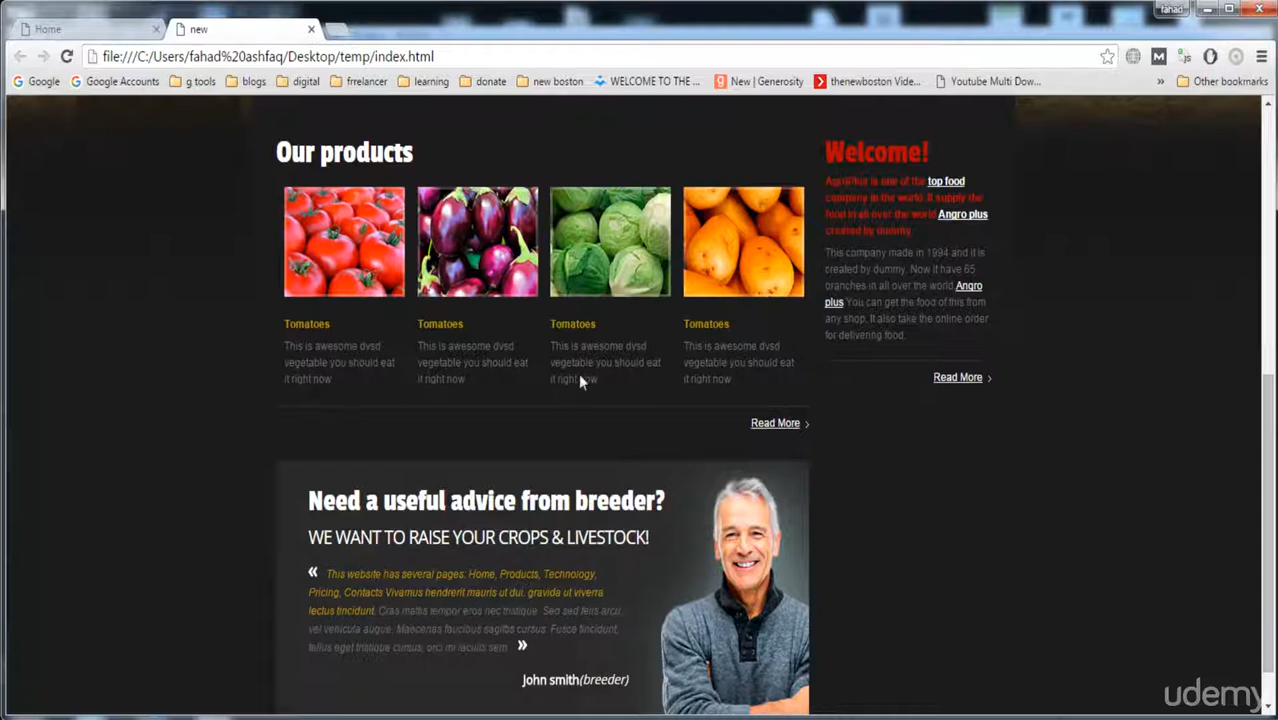 fahad
Home
new
file:///C:/Users/fahad%20ashfaq/Desktop/temp/index.html
Google
Google Accounts
g tools
blogs
digital
frrelancer
learning
donate
new boston
WELCOME TO THE ...
New | Generosity
thenewboston Vide...
Youtube Multi Dow...
»
Other bookmarks
Our products
Tomatoes
This is awesome dvsd
vegetable you should eat
it right now
Tomatoes
This is awesome dvsd
vegetable you should eat
it right now
Tomatoes
This is awesome dvsd
vegetable you should eat
it right now
Tomatoes
This is awesome dvsd
vegetable you should eat
it right now
Read More
Welcome!
is one of the top food
company in the world. It supply the
food in all over the world Angro plus
created by dummy
This company made in 1994 and it is
created by dummy. Now it have 65
branches in all over the world Angro
plus You can get the food of this from
any shop. It also take the online order
for delivering food.
Read More
Need a useful advice from breeder?
WE WANT TO RAISE YOUR CROPS & LIVESTOCK!
« This website has several pages: Home, Products, Technology,
Pricing, Contacts Vivamus hendrerit mauris ut dui. gravida ut viverra
lectus tincidunt. Cras mattis tempor eros nec tristique. Sed sed felis arcu,
vel vehicula augue. Maecenas faucibus sagittis cursus. Fusce tincidunt,
tellus eget tristique cursus, orci mi iaculis sem »
John smith(breeder)
udemy